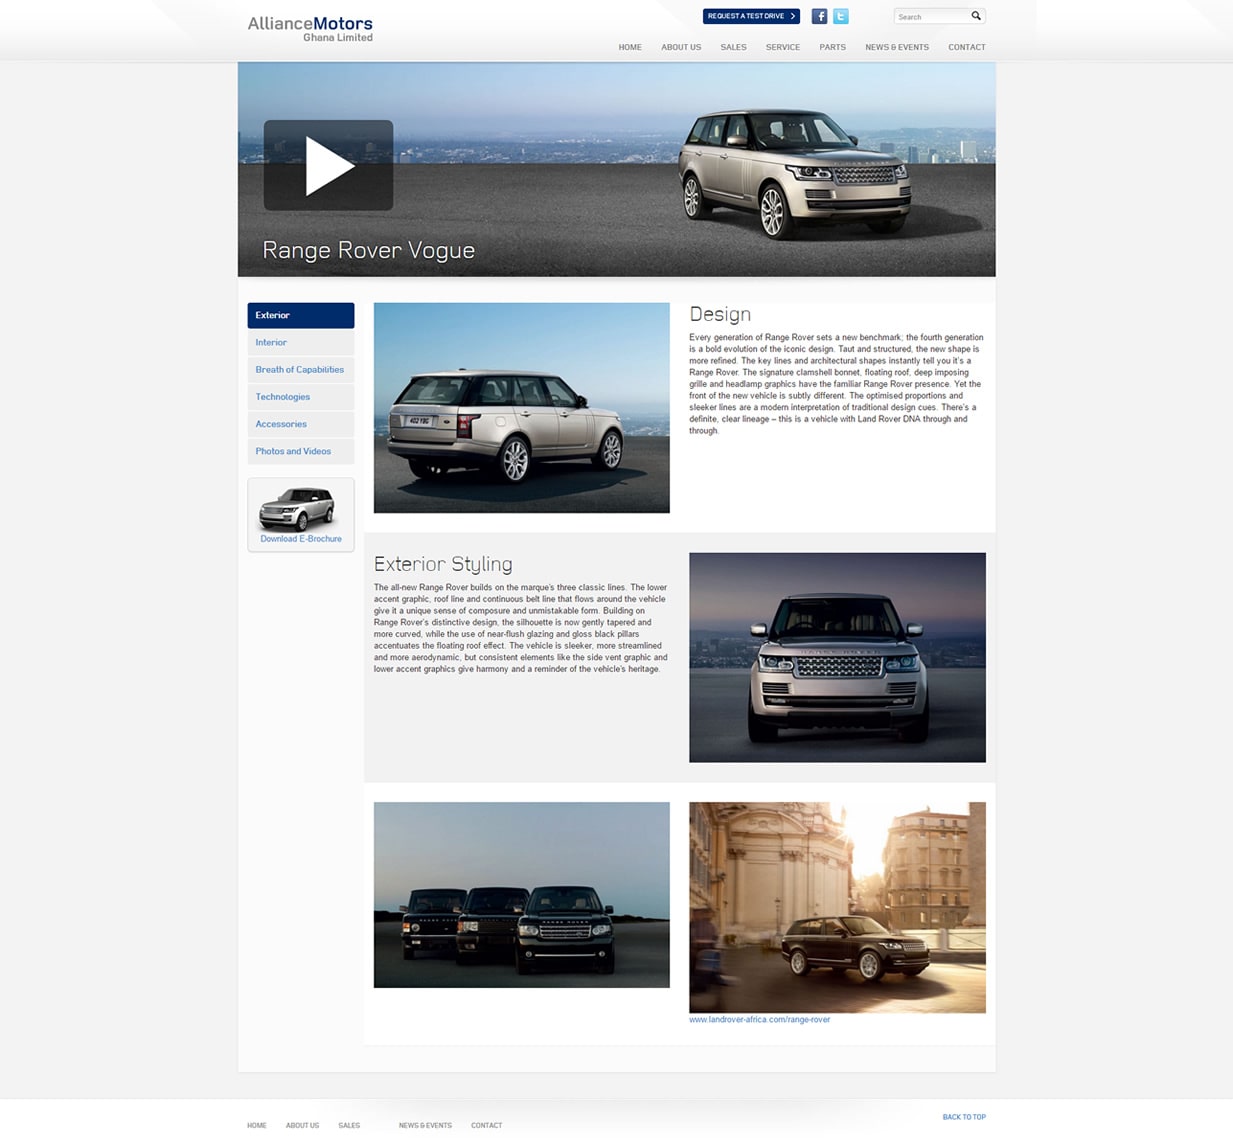 AllianceMotors
Ghana Limited
REQUEST A TEST DRIVE
Search
HOME ABOUT US SALES SERVICE PARTS NEWS & EVENTS CONTACT
Range Rover Vogue
Exterior
Interior
Breath of Capabilities
Technologies
Accessories
Photos and Videos
Download E-Brochure
Design
Every generation of Range Rover sets a new benchmark; the fourth generation
is a bold evolution of the iconic design. Taut and structured, the new shape is
more refined. The key lines and architectural shapes instantly tell you it's a
Range Rover. The signature clamshell bonnet, floating roof, deep imposing
grille and headlamp graphics have the familiar Range Rover presence. Yet the
front of the new vehicle is subtly different. The optimised proportions and
sleeker lines are a modern interpretation of traditional design cues. There's a
definite, clear lineage – this is a vehicle with Land Rover DNA through and
through.
Exterior Styling
The all-new Range Rover builds on the marque's three classic lines. The lower
accent graphic, roof line and continuous belt line that flows around the vehicle
give it a unique sense of composure and unmistakable form. Building on
Range Rover's distinctive design, the silhouette is now gently tapered and
more curved, while the use of near-flush glazing and gloss black pillars
accentuates the floating roof effect. The vehicle is sleeker, more streamlined
and more aerodynamic, but consistent elements like the side vent graphic and
lower accent graphics give harmony and a reminder of the vehicle's heritage.
www.landrover-africa.com/range-rover
BACK TO TOP
HOME ABOUT US SALES NEWS & EVENTS CONTACT